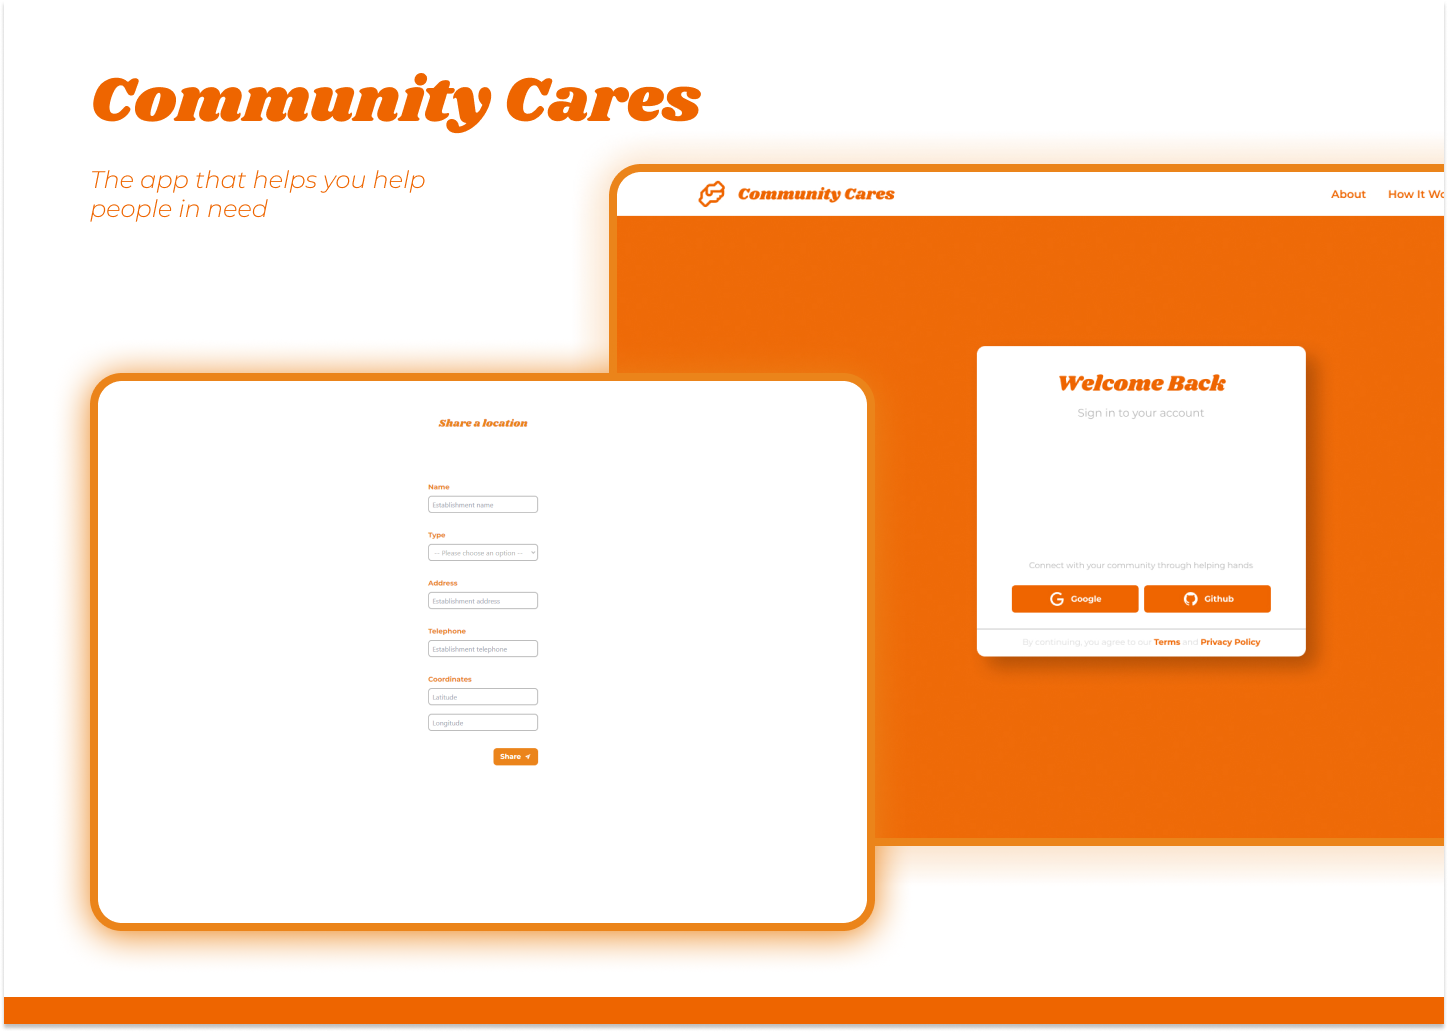 Community Cares
The app that helps you help
people in need
Community Cares
About
How It Wo
Welcome Back
Sign in to your account
Connect with your community through helping hands
Google
Github
By continuing, you agree to our Terms and Privacy Policy
Share a location
Name
Establishment name
Type
-- Please choose an option --
Address
Establishment address
Telephone
Establishment telephone
Coordinates
Latitude
Longitude
Share